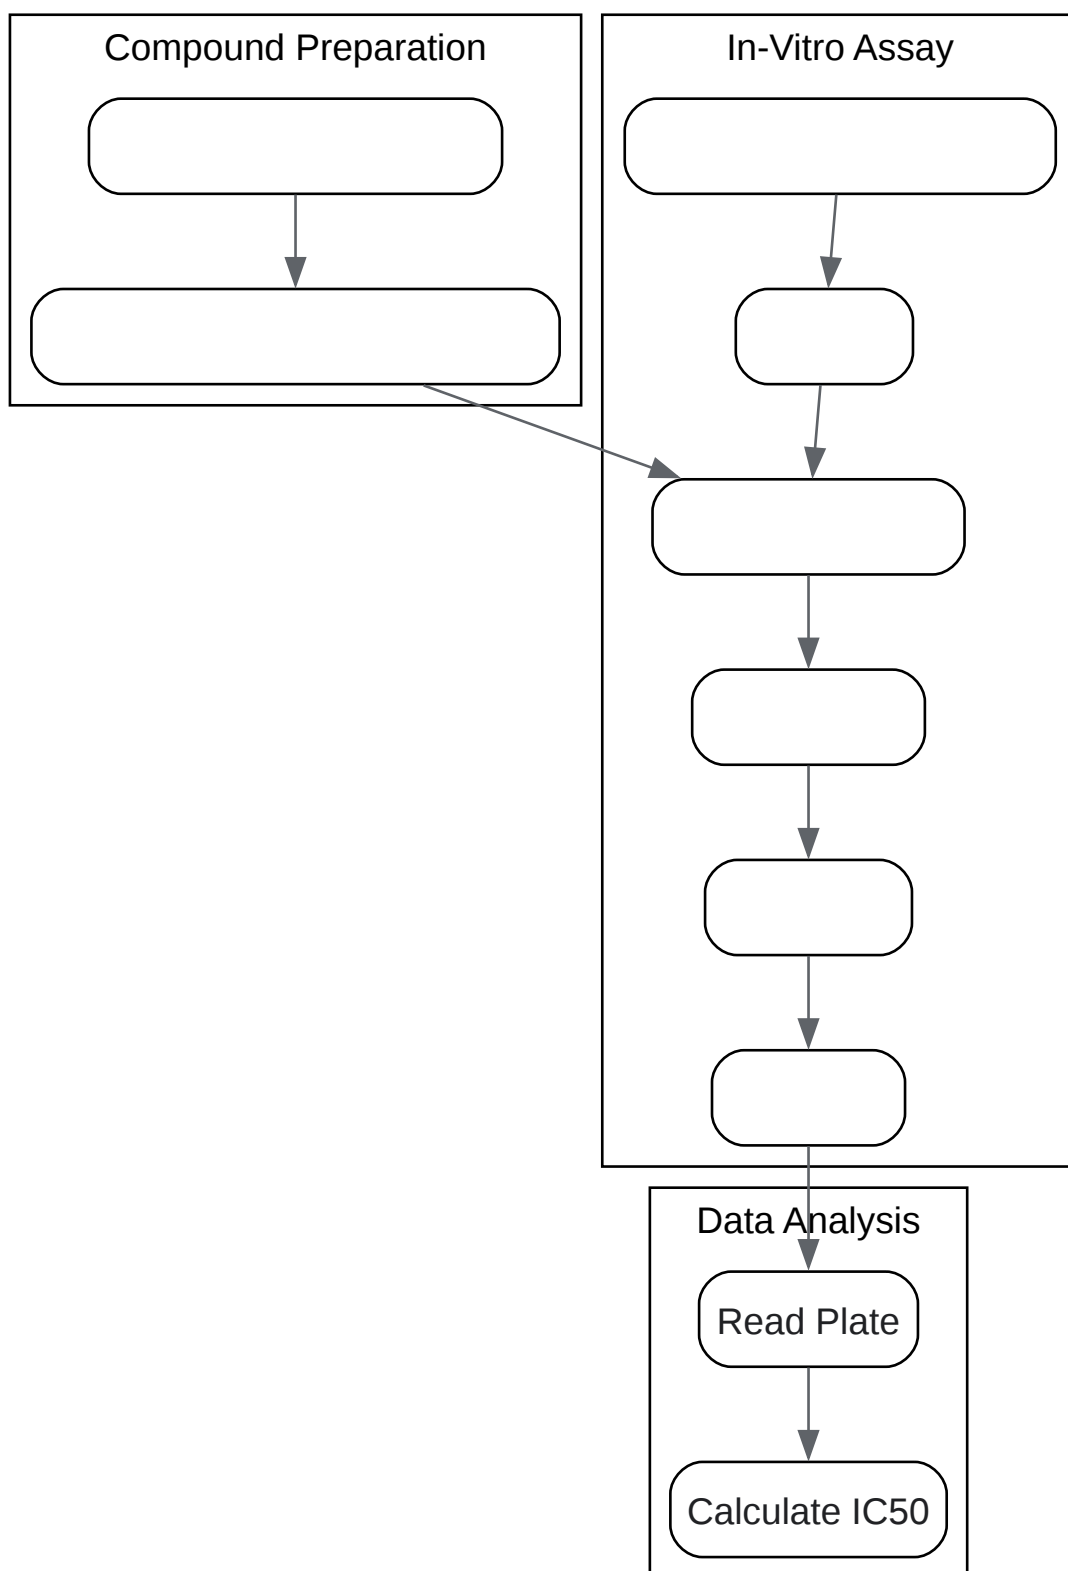 Compound Preparation
In-Vitro Assay
Data Analysis
Read Plate
Calculate IC50